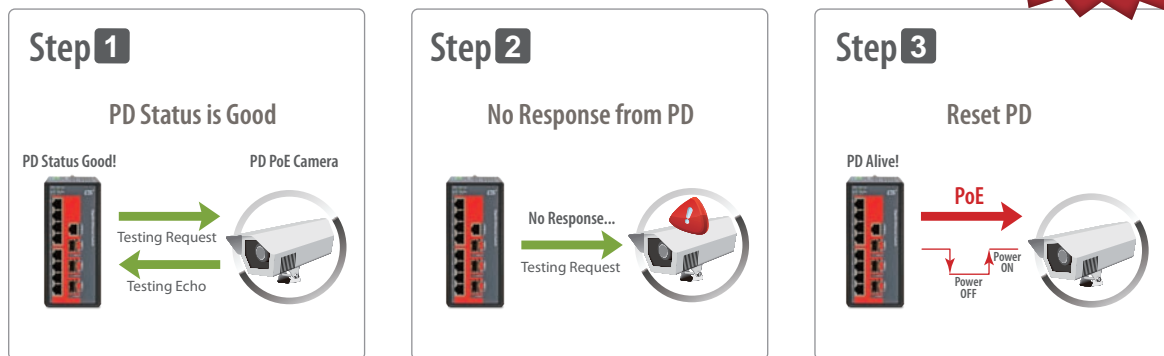 Step 1
PD Status is Good
PD Status Good!
PD PoE Camera
Testing Request
Testing Echo
Step 2
No Response from PD
No Response...
Testing Request
Step 3
Reset PD
PD Alive!
PoE
Power
OFF
Power
ON